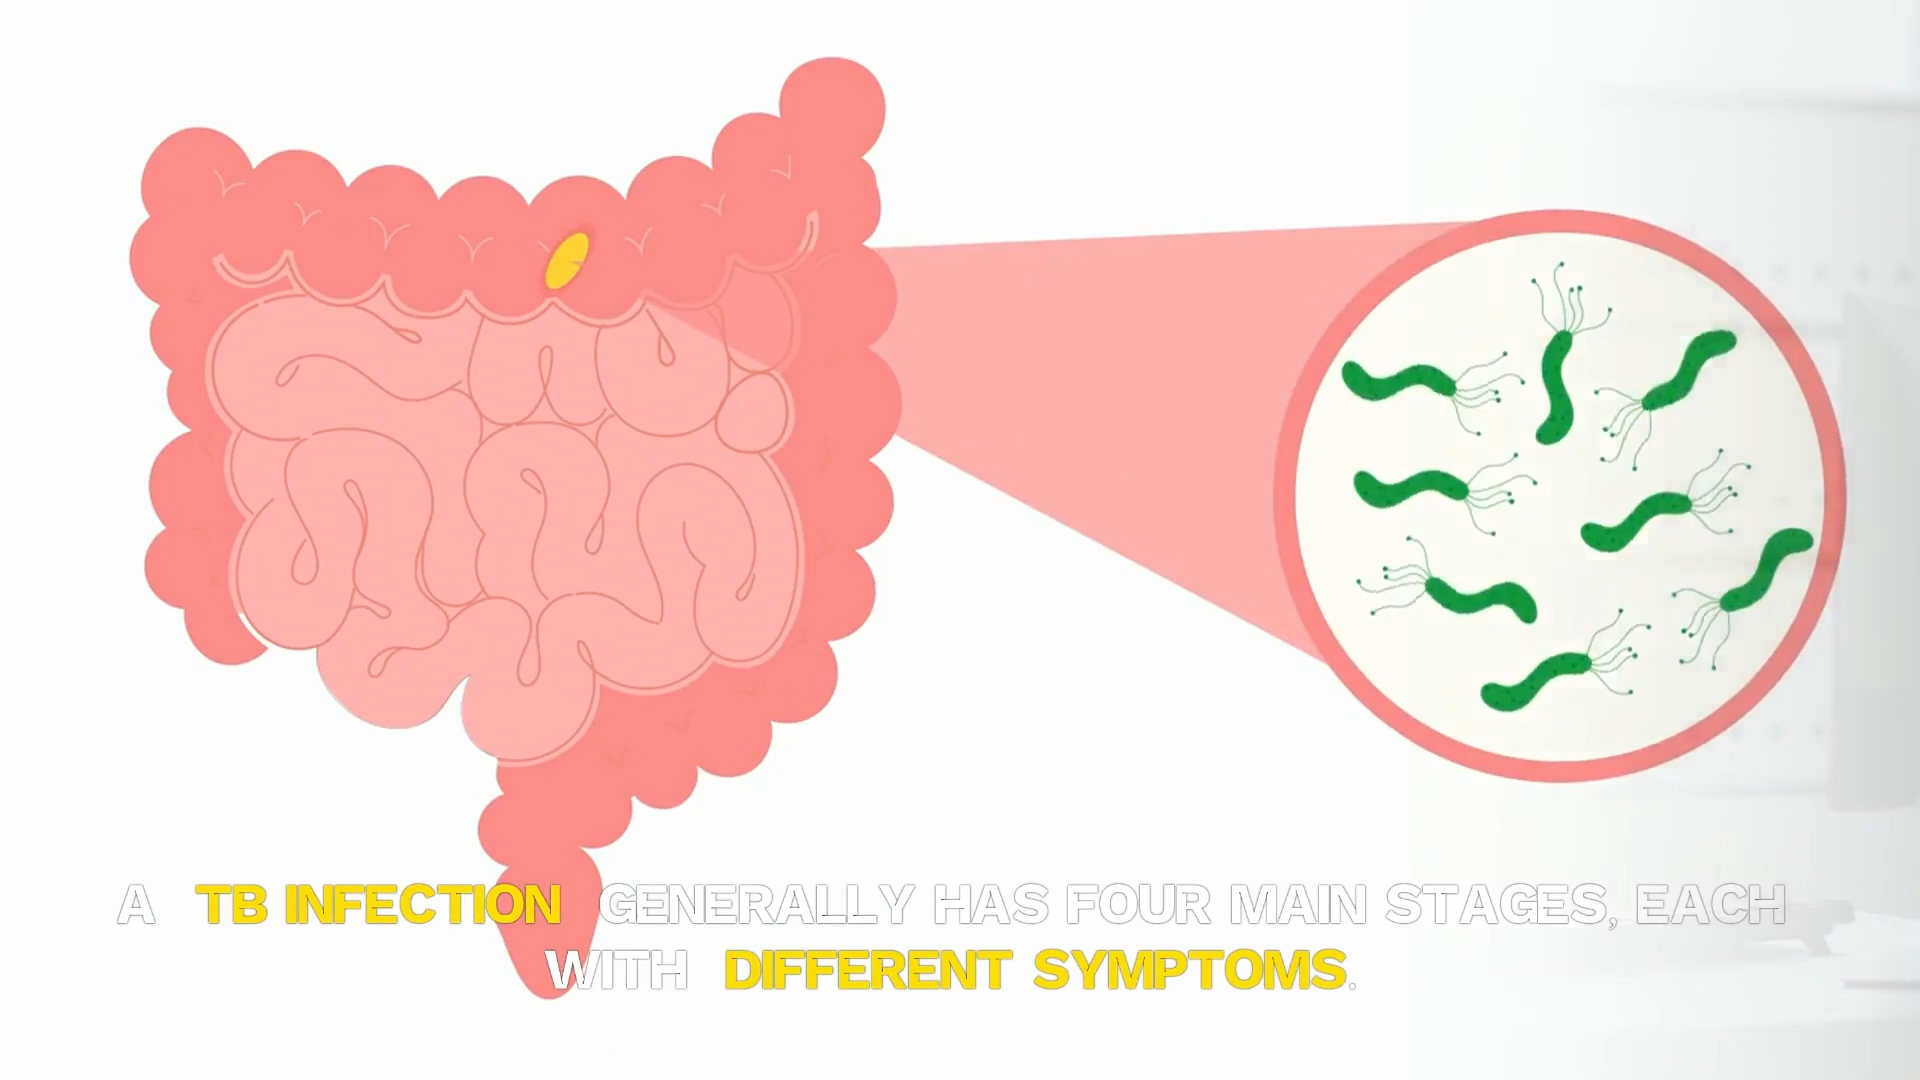 A TB INFECTION GENERALLY HAS FOUR MAIN STAGES, EACH
WITH DIFFERENT SYMPTOMS.